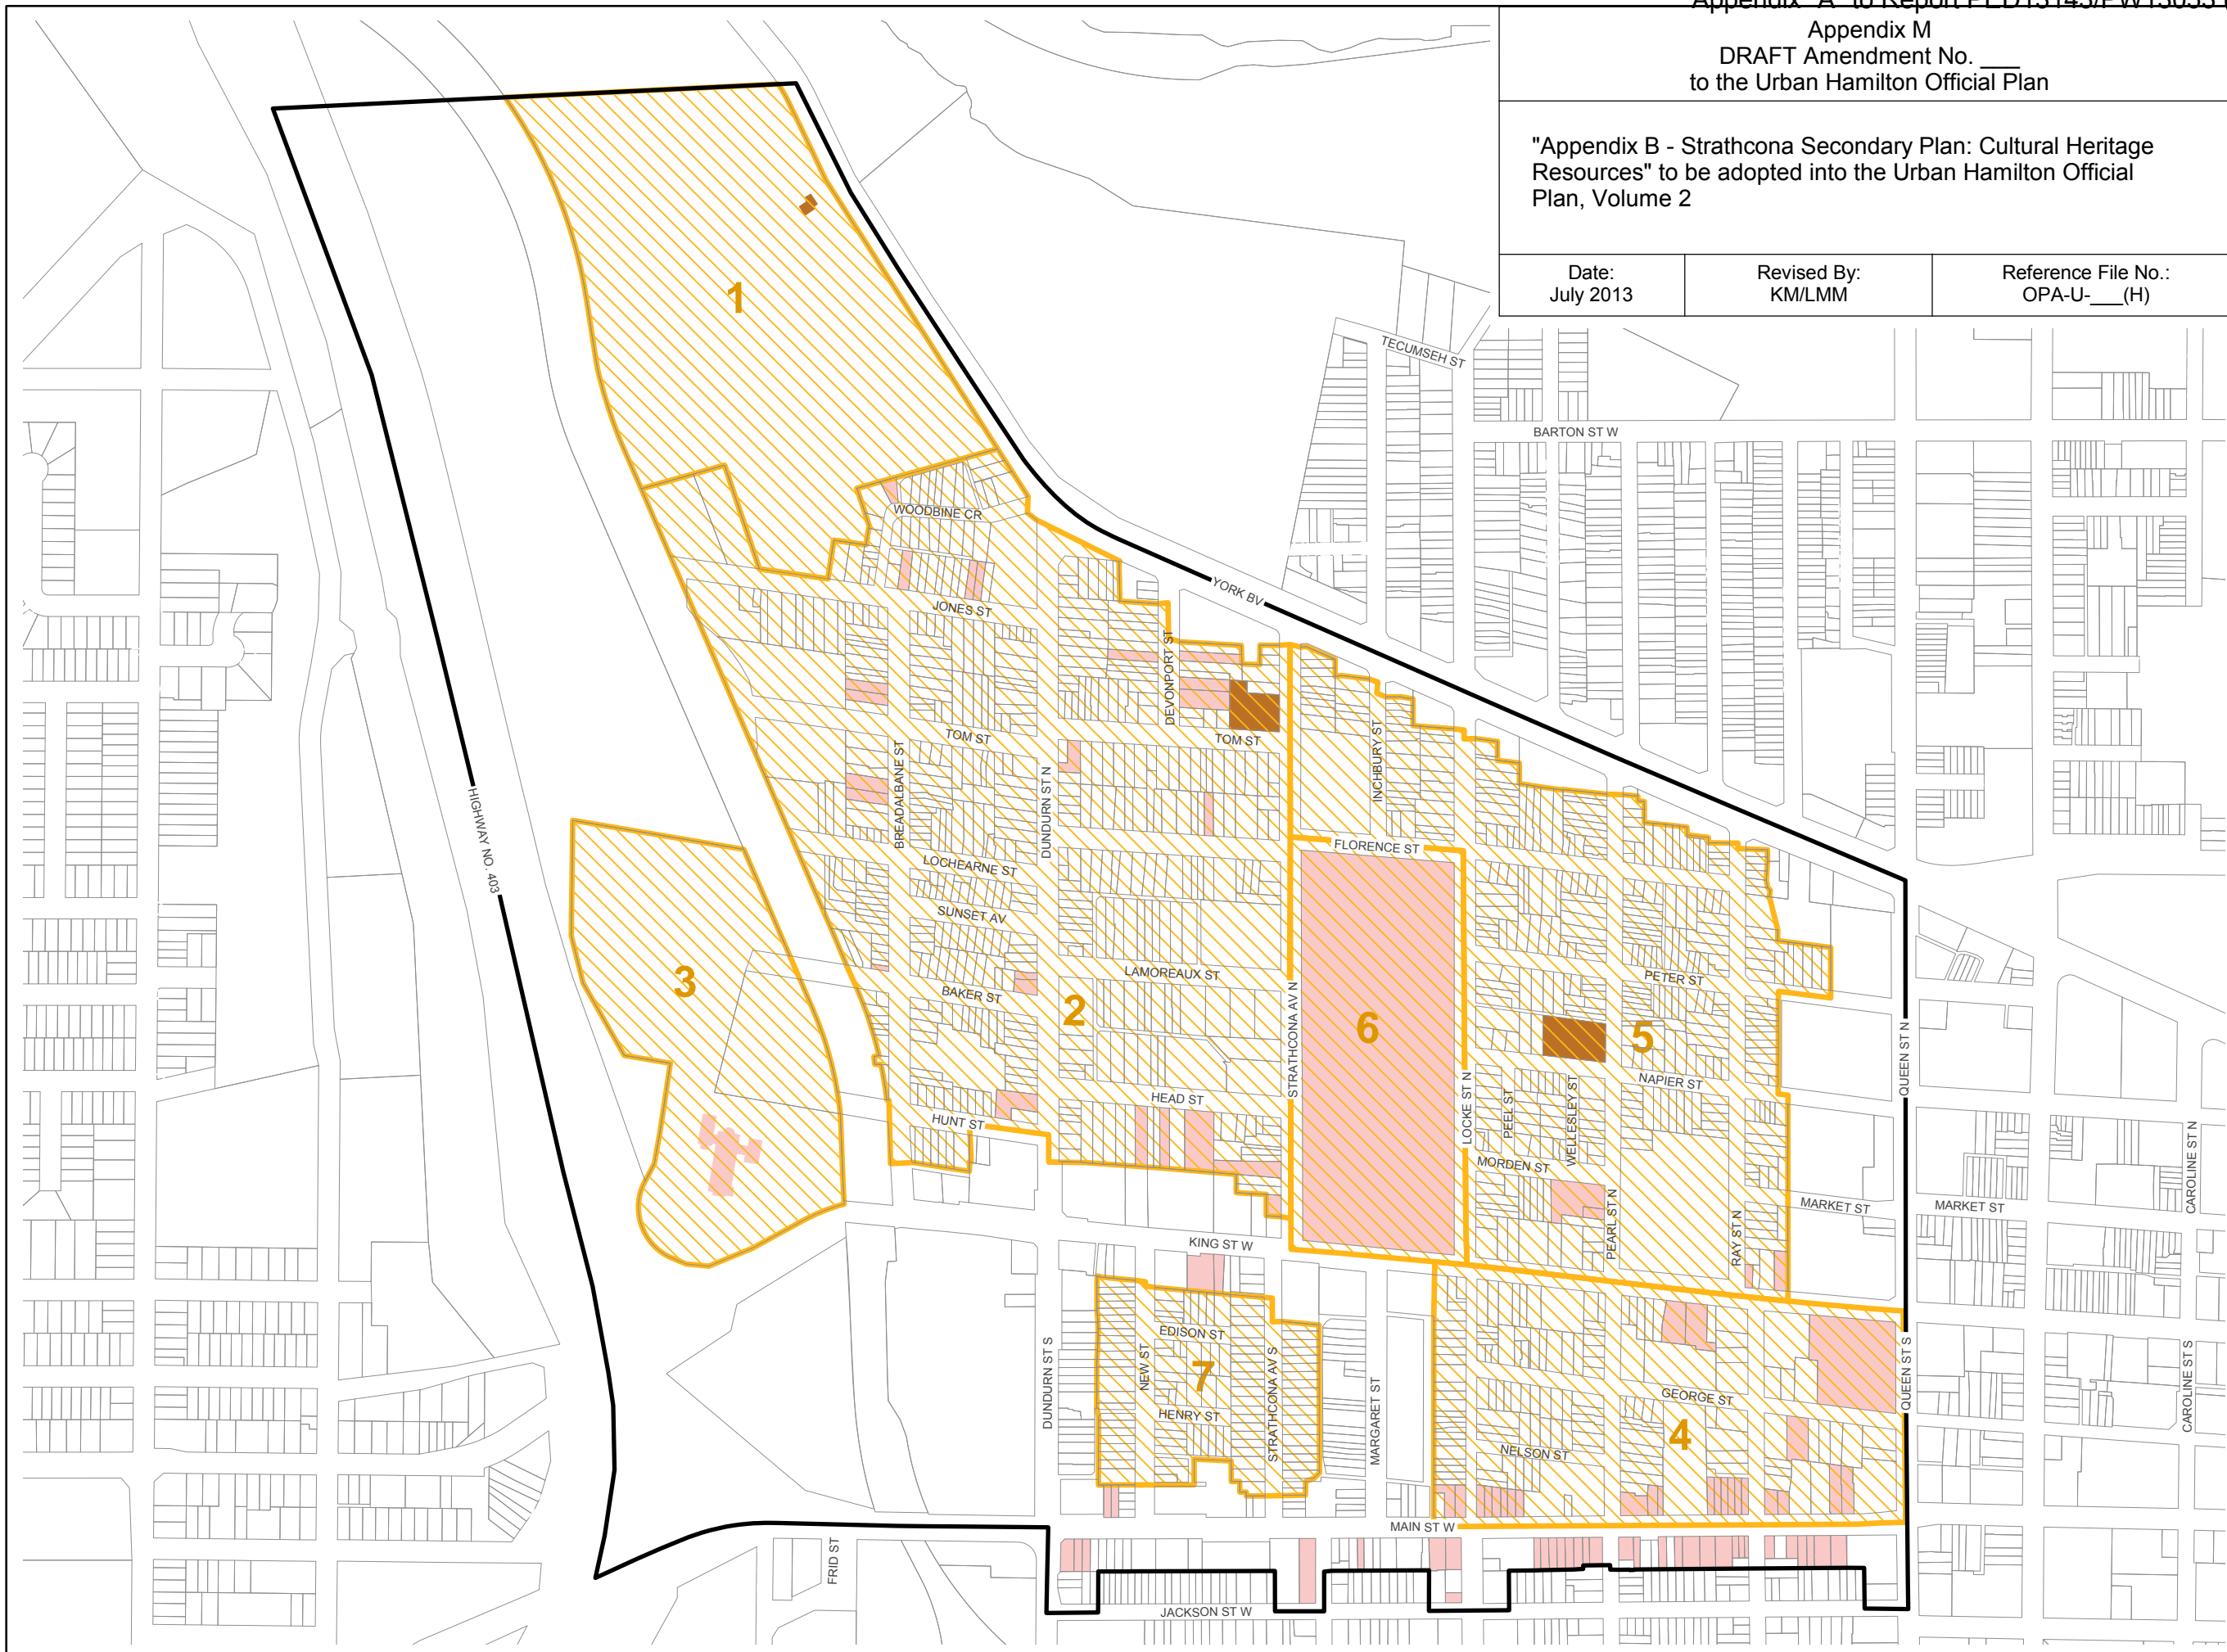 Appendix "A" to Report PED13145/PW13055 (
Appendix M
DRAFT Amendment No. ___
to the Urban Hamilton Official Plan
"Appendix B - Strathcona Secondary Plan: Cultural Heritage
Resources" to be adopted into the Urban Hamilton Official
Plan, Volume 2
Date:
July 2013
Revised By:
KM/LMM
Reference File No.:
OPA-U-___(H)
1
TECUMSEH ST
BARTON ST W
WOODBINE CR
YORK BV
JONES ST
DEVONPORT ST
TOM ST
TOM ST
INCHBURY ST
BREADALBANE ST
DUNDURN ST N
HIGHWAY NO. 403
FLORENCE ST
LOCHEARNE ST
SUNSET AV
LAMOREAUX ST
PETER ST
3
BAKER ST
2
STRATHCONA AV N
6
5
QUEEN ST N
NAPIER ST
HEAD ST
HUNT ST
LOCKE ST N
PEEL ST
WELLESLEY ST
MORDEN ST
CAROLINE ST N
MARKET ST
MARKET ST
PEARL ST N
RAY ST N
KING ST W
EDISON ST
DUNDURN ST S
NEW ST
7
STRATHCONA AV S
MARGARET ST
HENRY ST
GEORGE ST
QUEEN ST S
CAROLINE ST S
4
NELSON ST
MAIN ST W
FRID ST
JACKSON ST W